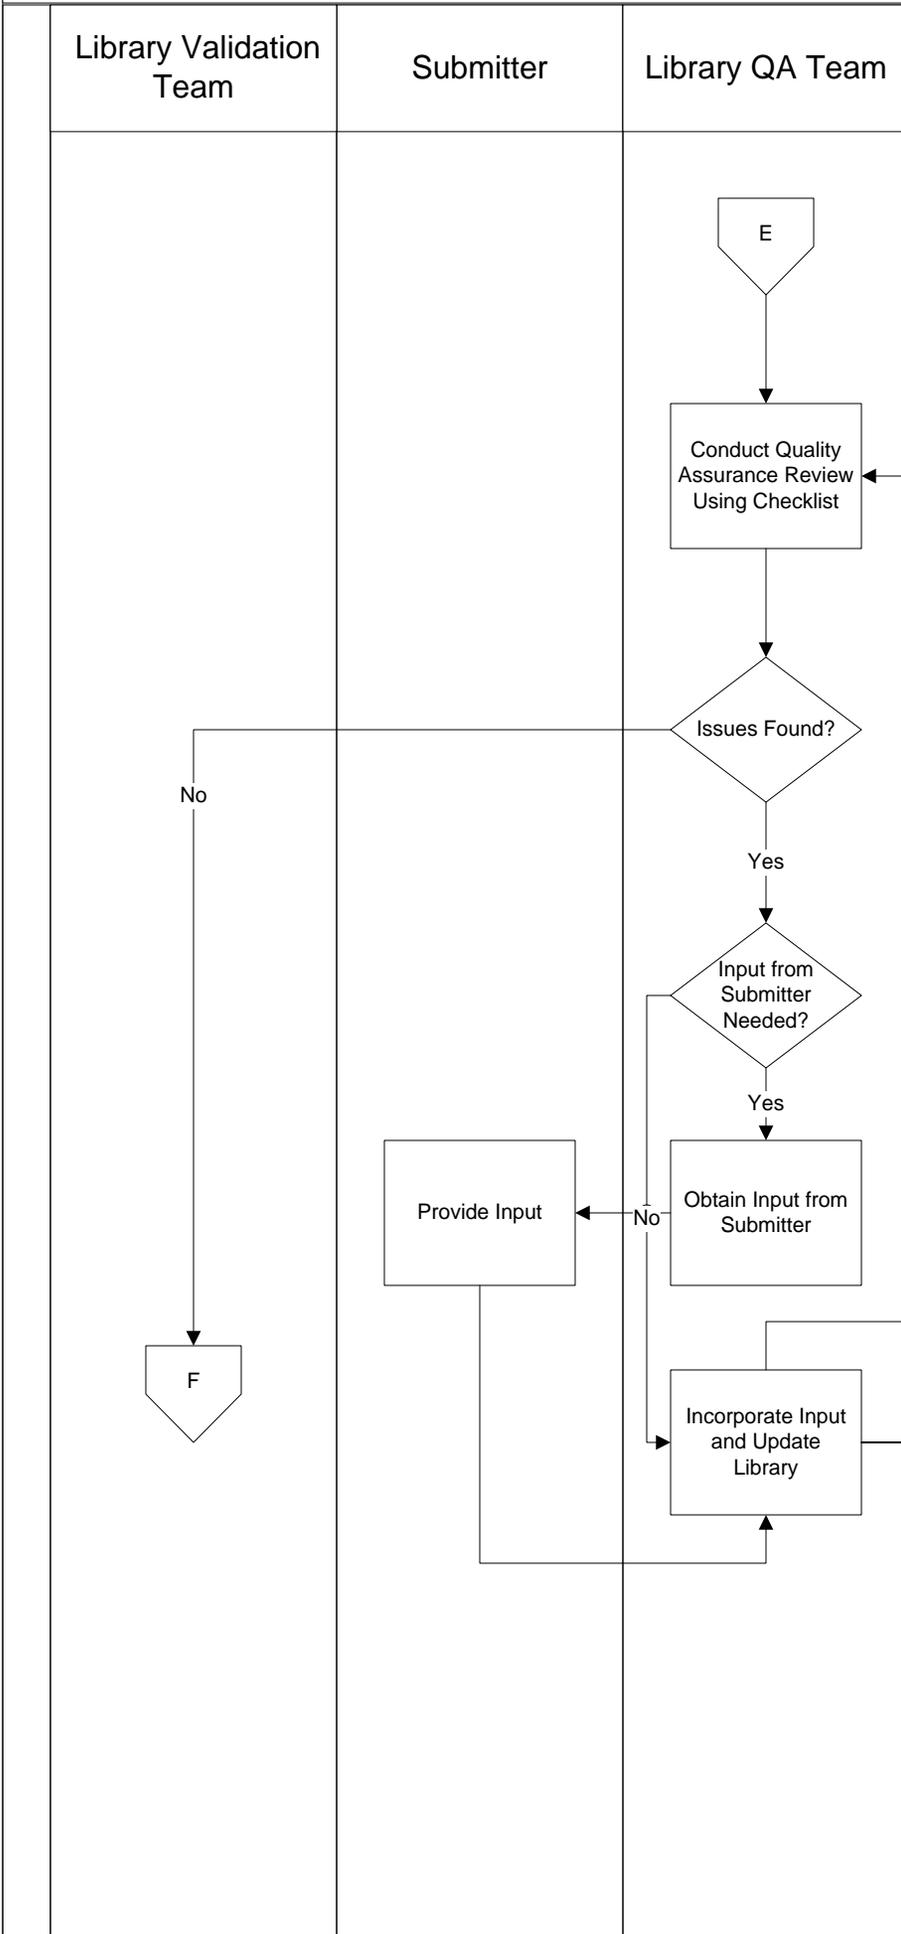 Library Validation
Team
Submitter
Library QA Team
E
Conduct Quality
Assurance Review
Using Checklist
Issues Found?
No
Yes
Input from
Submitter
Needed?
Yes
Provide Input
No
Obtain Input from
Submitter
F
Incorporate Input
and Update
Library